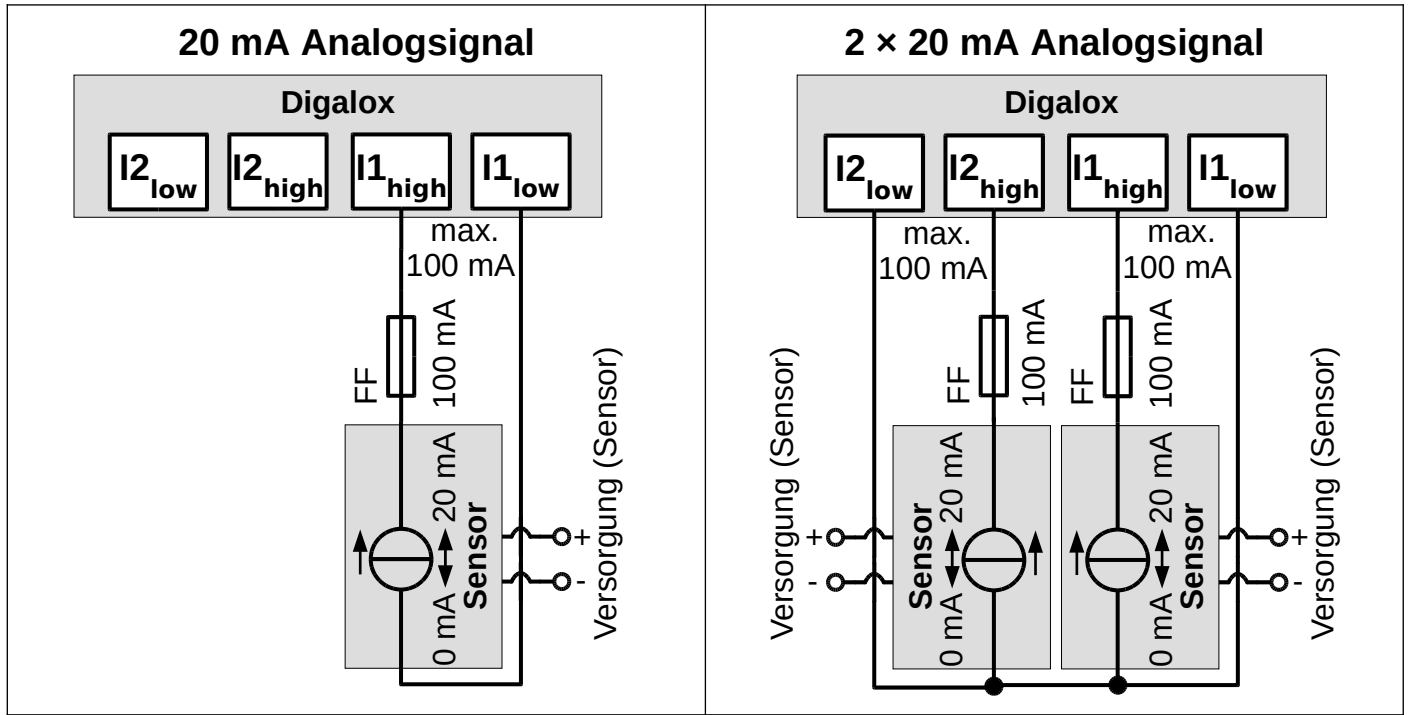 20 mA Analogsignal
Digalox
I2low
I2high
I1high
I1low
max.
100 mA
FF
100 mA
0 mA
20 mA
Sensor
+
-
Versorgung (Sensor)
2 × 20 mA Analogsignal
Digalox
I2low
I2high
I1high
I1low
max.
100 mA
max.
100 mA
FF
100 mA
FF
100 mA
Versorgung (Sensor)
+
-
Sensor
0 mA
20 mA
0 mA
20 mA
Sensor
+
-
Versorgung (Sensor)